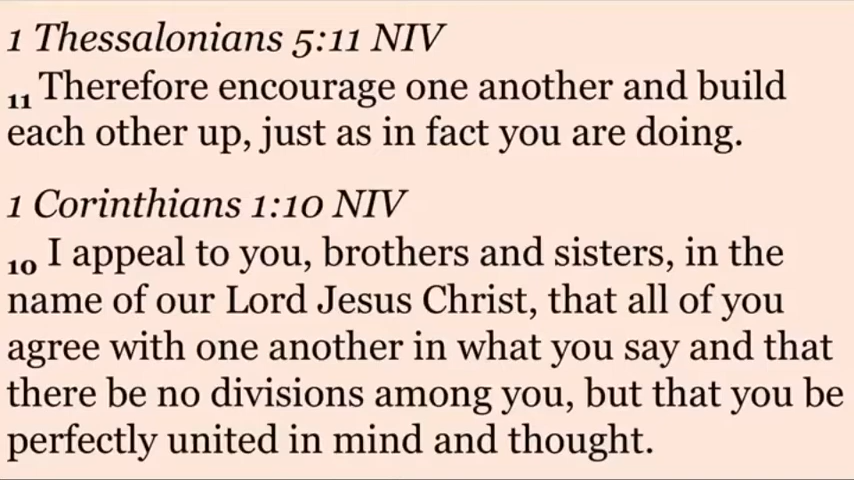 1 Thessalonians 5:11 NIV
11 Therefore encourage one another and build
each other up, just as in fact you are doing.
1 Corinthians 1:10 NIV
10 I appeal to you, brothers and sisters, in the
name of our Lord Jesus Christ, that all of you
agree with one another in what you say and that
there be no divisions among you, but that you be
perfectly united in mind and thought.